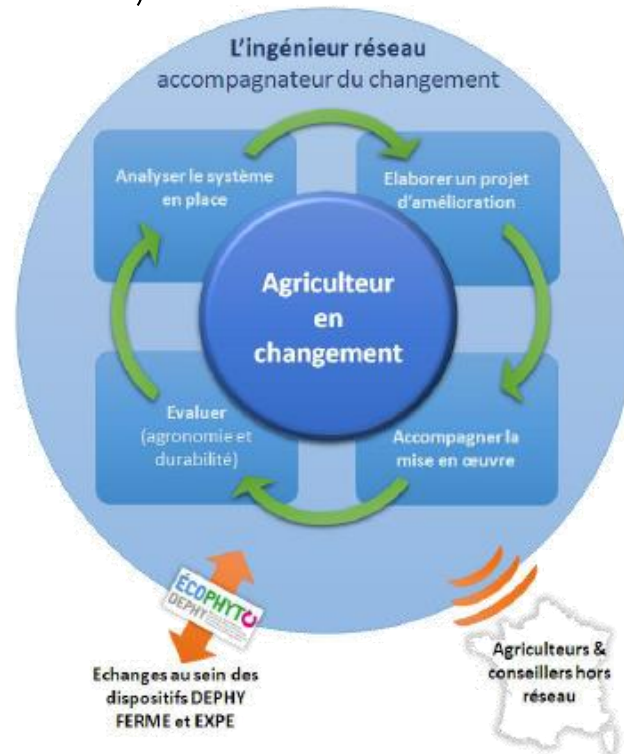 L'ingénieur réseau
accompagnateur du changement
Analyser le système
en place
Elaborer un projet
d'amélioration
Agriculteur
en
changement
Evaluer
(agronomie et
durabilité)
Accompagner la
mise en œuvre
ÉCOPHYTO
DEPHY
Echanges au sein des
dispositifs DEPHY
FERME et EXPE
Agriculteurs &
conseillers hors
réseau